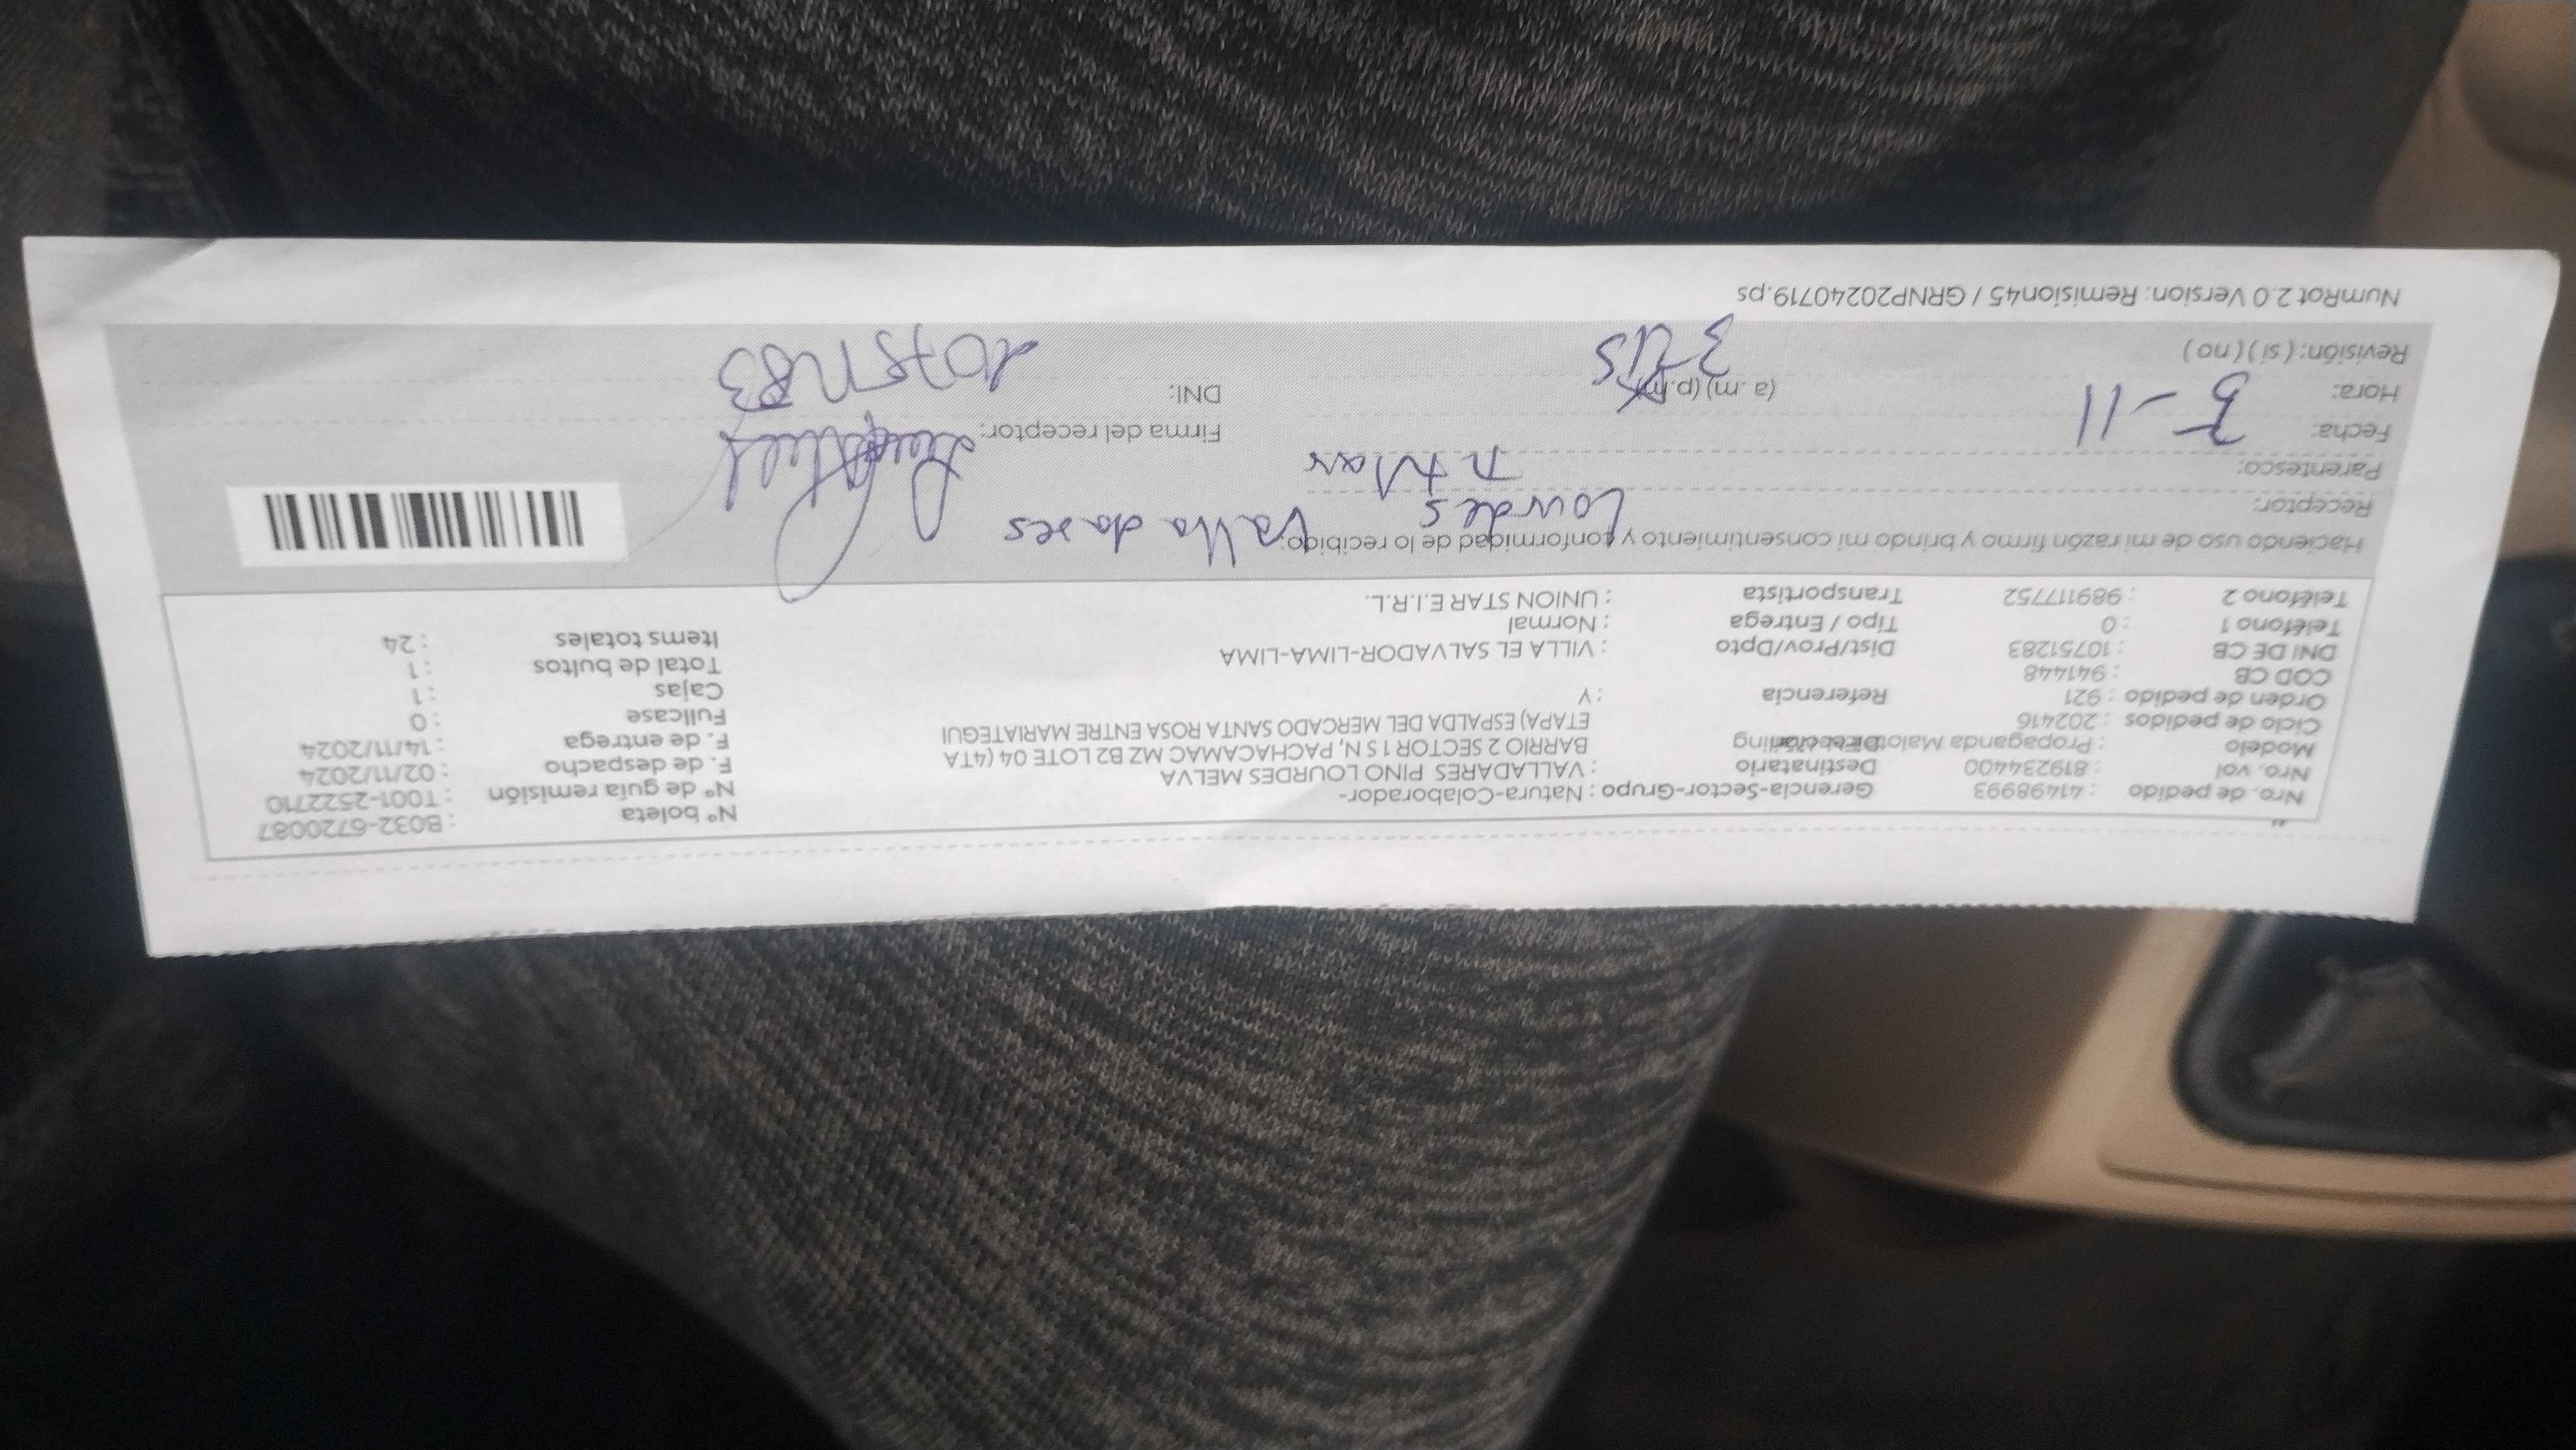 Nro. de pedido : 41498993 Gerencia-Sector-Grupo : Natura-Colaborador- Nº boleta : B032-6720087
Nro. vol : 819234400 Destinatario : VALLADARES PINO LOURDES MELVA Nº de guía remisión : T001-2522710
Modelo : Propaganda Malotes Mailing BARRIO 2 SECTOR 1 S N, PACHACAMAC MZ B2 LOTE 04 (4TA F. de despacho : 02/11/2024
Ciclo de pedidos : 202416 ETAPA) ESPALDA DEL MERCADO SANTA ROSA ENTRE MARIATEGUI F. de entrega : 14/11/2024
Orden de pedido : 921 Referencia : Y Fullcase : 0
COD CB : 941448 Cajas : 1
DNI DE CB : 10751283 Dist/Prov/Dpto : VILLA EL SALVADOR-LIMA-LIMA Total de bultos : 1
Teléfono 1 : 0 Tipo / Entrega : Normal Items totales : 24
Teléfono 2 : 989117752 Transportista : UNION STAR E.I.R.L.
Haciendo uso de mi razón firmo y brindo mi consentimiento y conformidad de lo recibido:
Receptor: Lourdes Valladares
Parentesco: Titular
Fecha: 5-11 Firma del receptor:
Hora: (a.m) (p.m) 3 DNI:
Revisión: ( si ) ( no )
NumRot 2.0 Version: Remision45 / GRNP20240719.ps